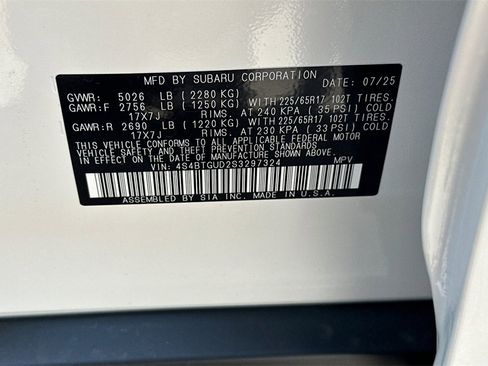 MFD BY SUBARU CORPORATION DATE: 07/25
GVWR: 5026 LB (2280 KG)
GAWR:F 2756 LB (1250 KG) WITH 225/65R17 102T TIRES.
17X7J RIMS. AT 240 KPA (35 PSI) COLD
GAWR:R 2690 LB (1220 KG) WITH 225/65R17 102T TIRES.
17X7J RIMS. AT 230 KPA (33 PSI) COLD
THIS VEHICLE CONFORMS TO ALL APPLICABLE FEDERAL MOTOR
VEHICLE SAFETY AND THEFT PREVENTION STANDARDS
IN EFFECT ON THE DATE OF MANUFACTURE SHOWN ABOVE.
VIN: 4S4BTGUD2S3297324 MPV
ASSEMBLED BY SIA INC. MADE IN U.S.A.